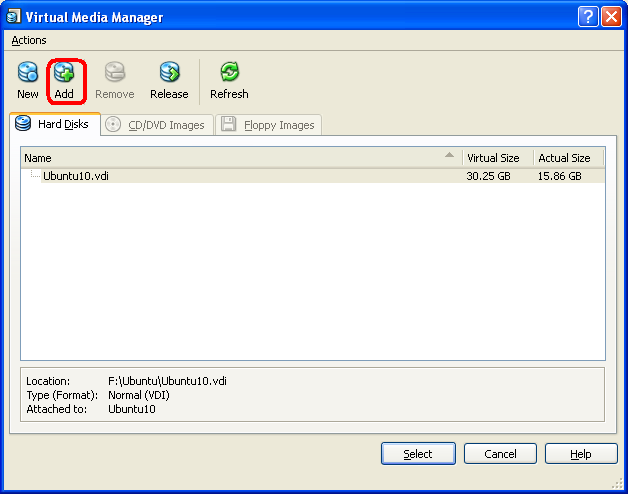 Virtual Media Manager
Actions
New Add Remove Release Refresh
Hard Disks CD/DVD Images Floppy Images
Name Virtual Size Actual Size
Ubuntu10.vdi 30.25 GB 15.86 GB
Location: F:\Ubuntu\Ubuntu10.vdi
Type (Format): Normal (VDI)
Attached to: Ubuntu10
Select Cancel Help